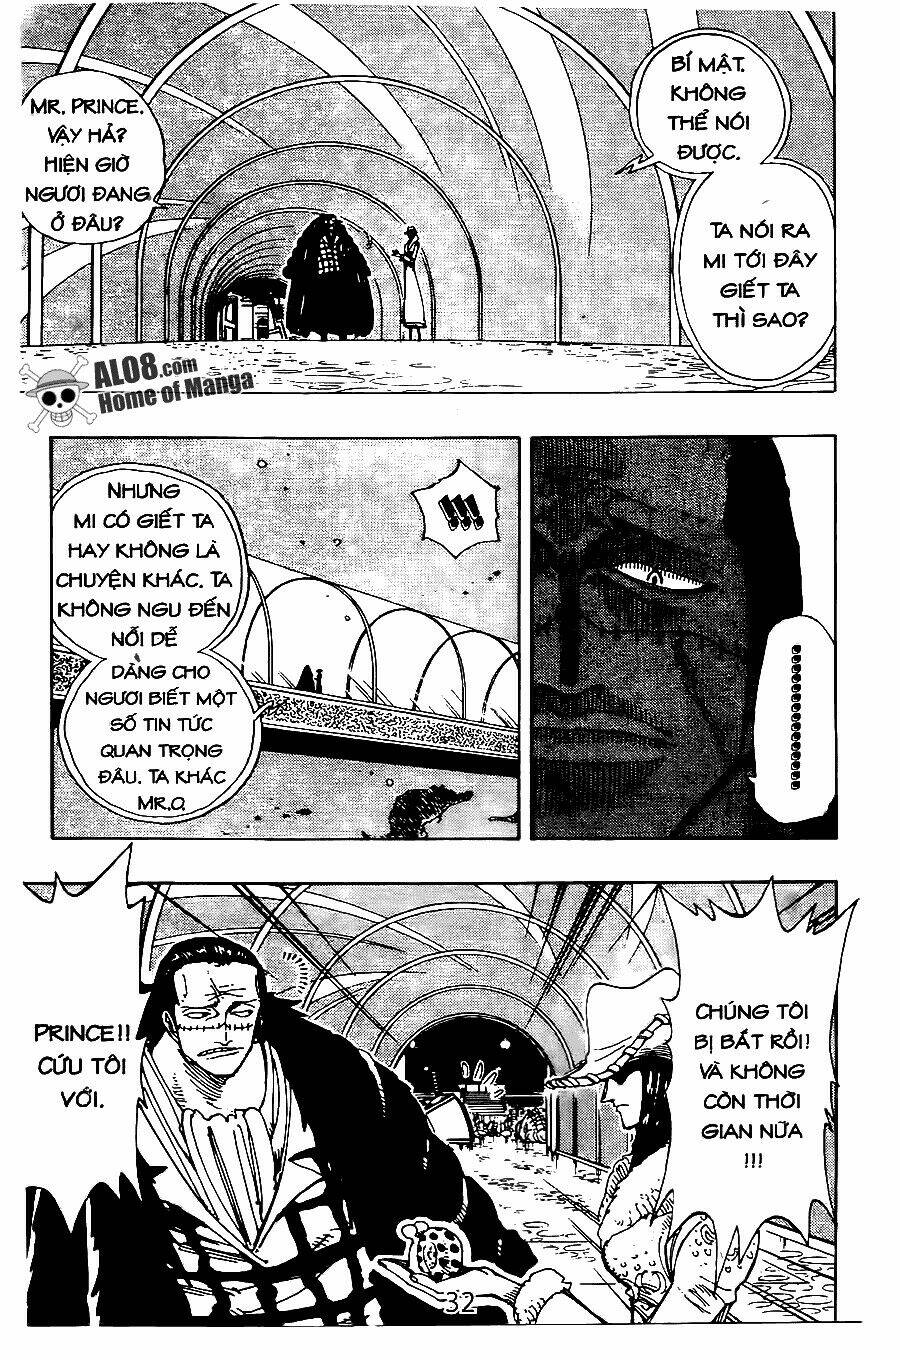 MR. PRINCE.
VẬY HẢ?
HIỆN GIỜ
NGƯƠI ĐANG
Ở ĐÂU?
BÍ MẬT.
KHÔNG
THỂ NÓI
ĐƯỢC.
TA NÓI RA
MI TỚI ĐÂY
GIẾT TA
THÌ SAO?
ALO8.com
Home of Manga
NHƯNG
MI CÓ GIẾT TA
HAY KHÔNG LÀ
CHUYỆN KHÁC. TA
KHÔNG NGU ĐẾN
NỖI DỄ
DÀNG CHO
NGƯƠI BIẾT MỘT
SỐ TIN TỨC
QUAN TRỌNG
ĐÂU. TA KHÁC
MR.0.
!!!
CHÚNG TÔI
BỊ BẮT RỒI!
VÀ KHÔNG
CÒN THỜI
GIAN NỮA
!!!
PRINCE!!
CỨU TÔI
VỚI.
32